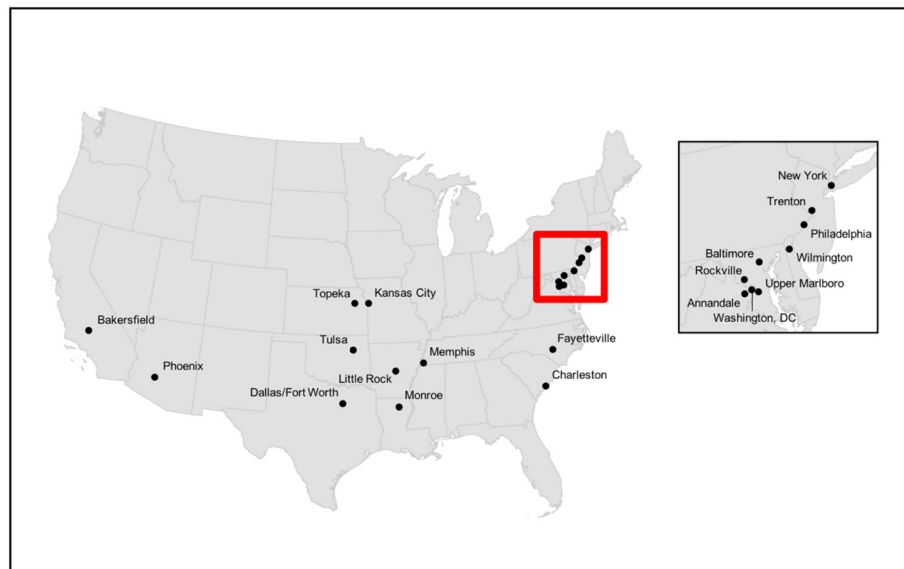 Topeka
Kansas City
Bakersfield
Tulsa
Fayetteville
Memphis
Phoenix
Little Rock
Charleston
Dallas/Fort Worth
Monroe
New York
Trenton
Philadelphia
Baltimore
Wilmington
Rockville
Upper Marlboro
Annandale
Washington, DC